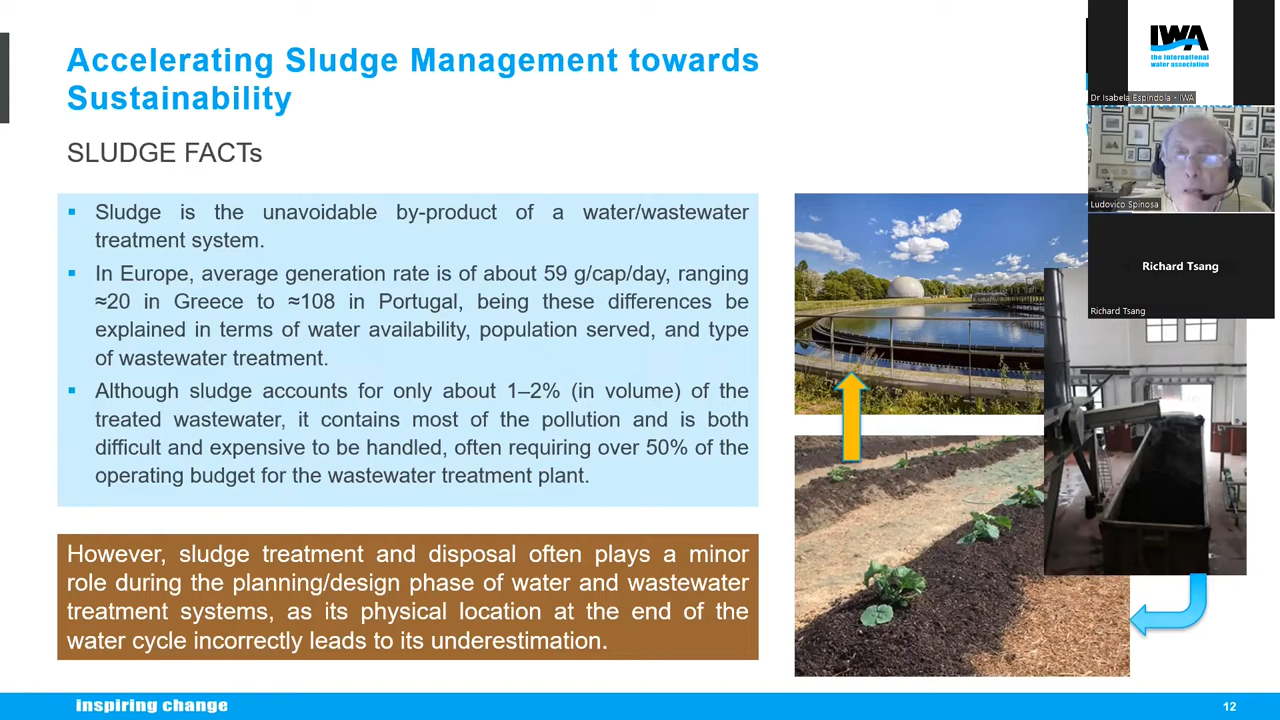 Accelerating Sludge Management towards
Sustainability
SLUDGE FACTs
▪ Sludge is the unavoidable by-product of a water/wastewater
treatment system.
▪ In Europe, average generation rate is of about 59 g/cap/day, ranging
≈20 in Greece to ≈108 in Portugal, being these differences be
explained in terms of water availability, population served, and type
of wastewater treatment.
▪ Although sludge accounts for only about 1–2% (in volume) of the
treated wastewater, it contains most of the pollution and is both
difficult and expensive to be handled, often requiring over 50% of the
operating budget for the wastewater treatment plant.
However, sludge treatment and disposal often plays a minor
role during the planning/design phase of water and wastewater
treatment systems, as its physical location at the end of the
water cycle incorrectly leads to its underestimation.
IWA
the international
water association
Dr Isabela Espindola - IWA
Ludovico Spinosa
Richard Tsang
Richard Tsang
inspiring change
12